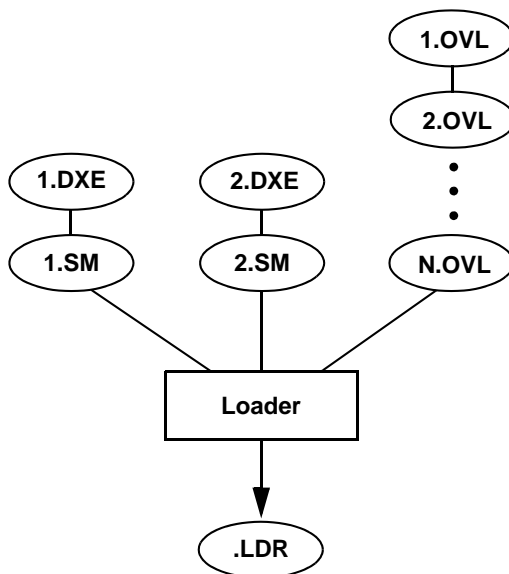 1.OVL
2.OVL
1.DXE
2.DXE
1.SM
2.SM
N.OVL
Loader
.LDR